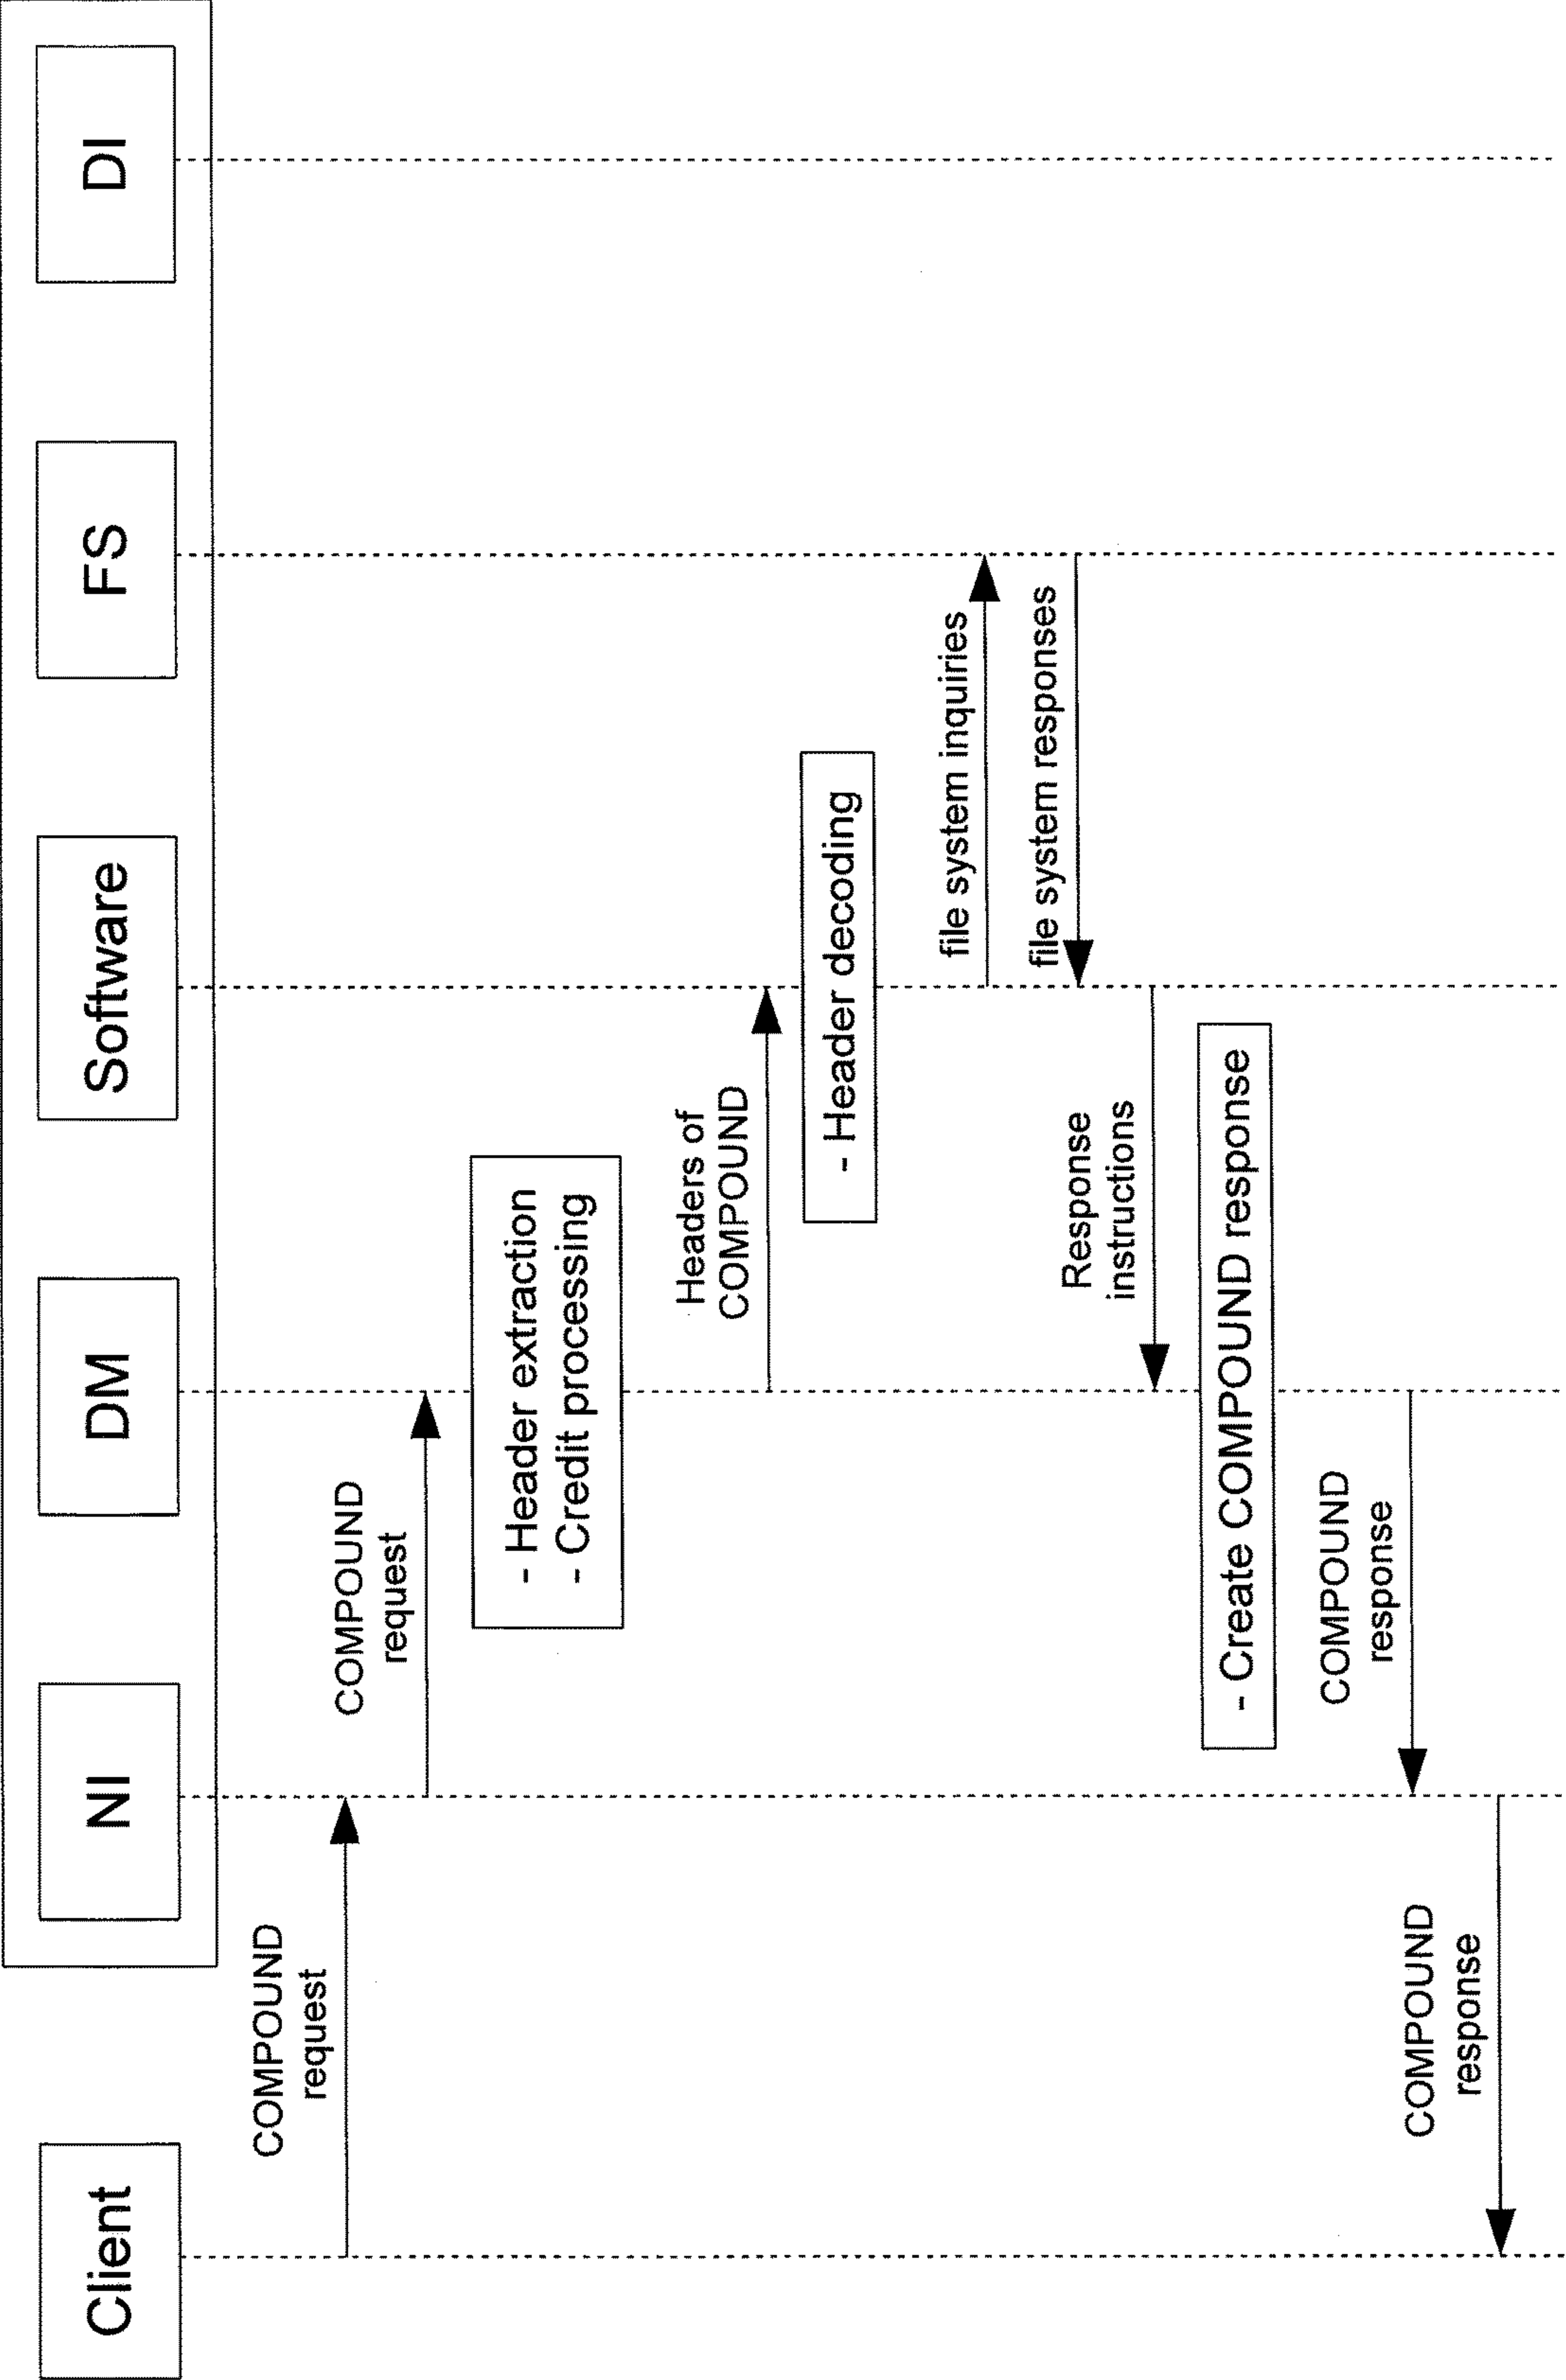 Client
NI
DM
Software
FS
DI
COMPOUND
request
COMPOUND
request
- Header extraction
- Credit processing
Headers of
COMPOUND
- Header decoding
file system inquiries
file system responses
Response
instructions
- Create COMPOUND response
COMPOUND
response
COMPOUND
response